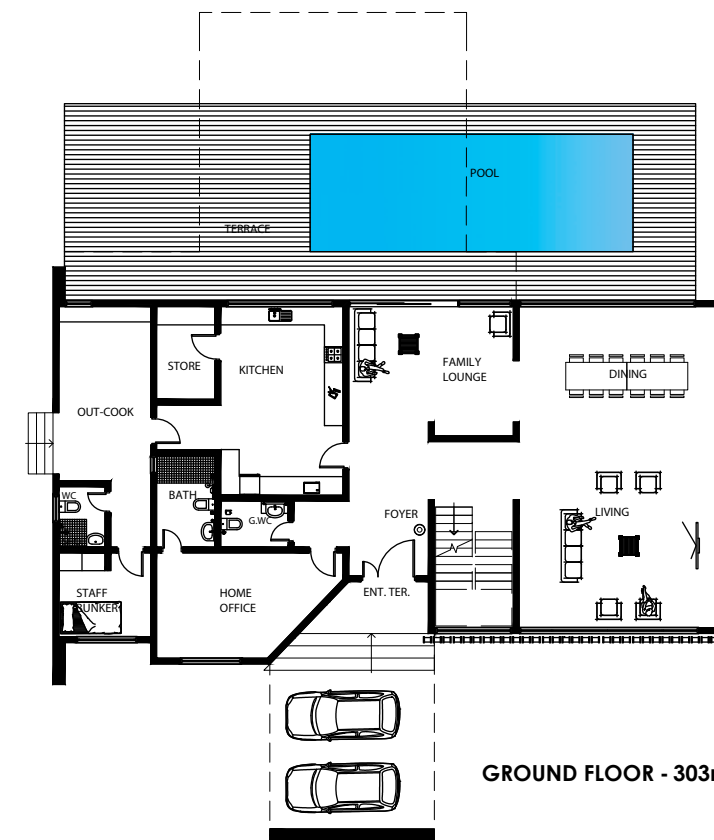 POOL
TERRACE
STORE
KITCHEN
FAMILY
LOUNGE
DINING
OUT-COOK
WC
BATH
G.WC
FOYER
LIVING
STAFF
BUNKER
HOME
OFFICE
ENT. TER.
GROUND FLOOR - 303